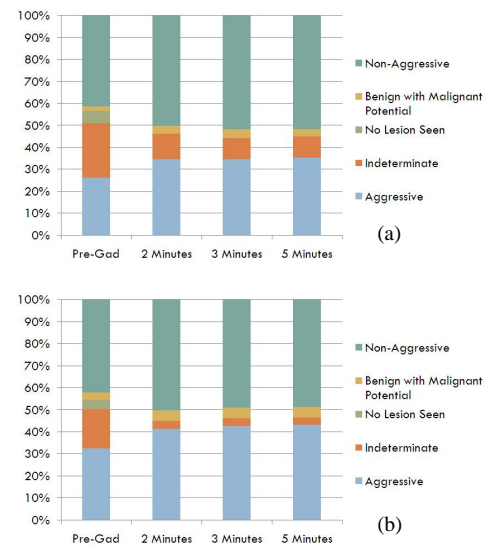 100%
90%
80%
70%
60%
50%
40%
30%
20%
10%
0%
Pre-Gad 2 Minutes 3 Minutes 5 Minutes
Non-Aggressive
Benign with Malignant
Potential
No Lesion Seen
Indeterminate
Aggressive
(a)
100%
90%
80%
70%
60%
50%
40%
30%
20%
10%
0%
Pre-Gad 2 Minutes 3 Minutes 5 Minutes
Non-Aggressive
Benign with Malignant
Potential
No Lesion Seen
Indeterminate
Aggressive
(b)